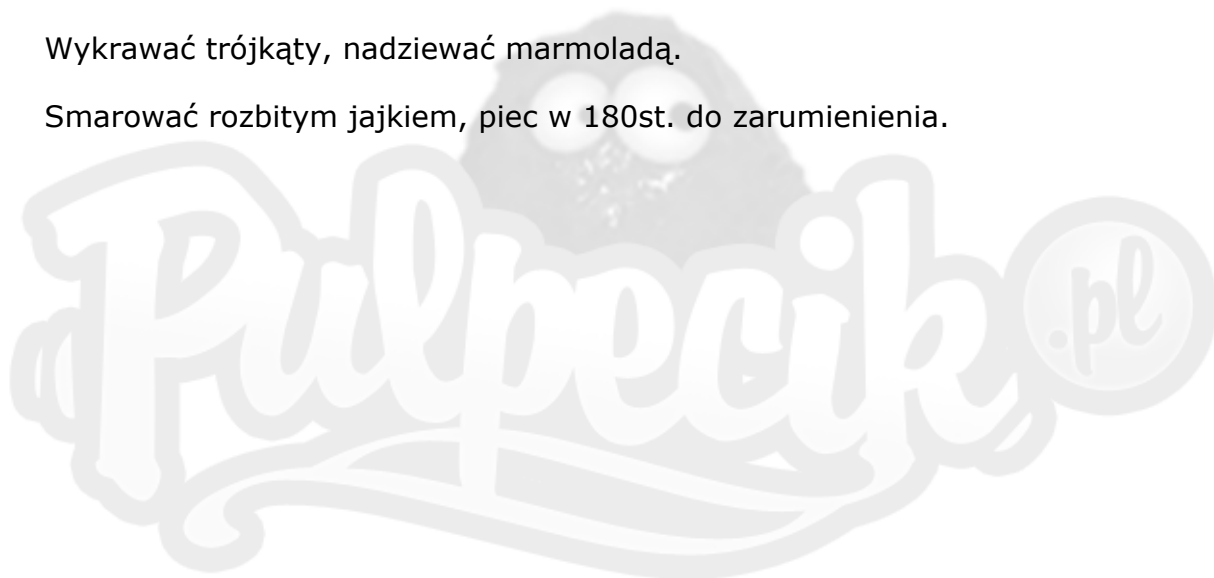 Wykrawać trójkąty, nadziewać marmoladą.
Smarować rozbitym jajkiem, piec w 180st. do zarumienienia.
Pulpecik.pl